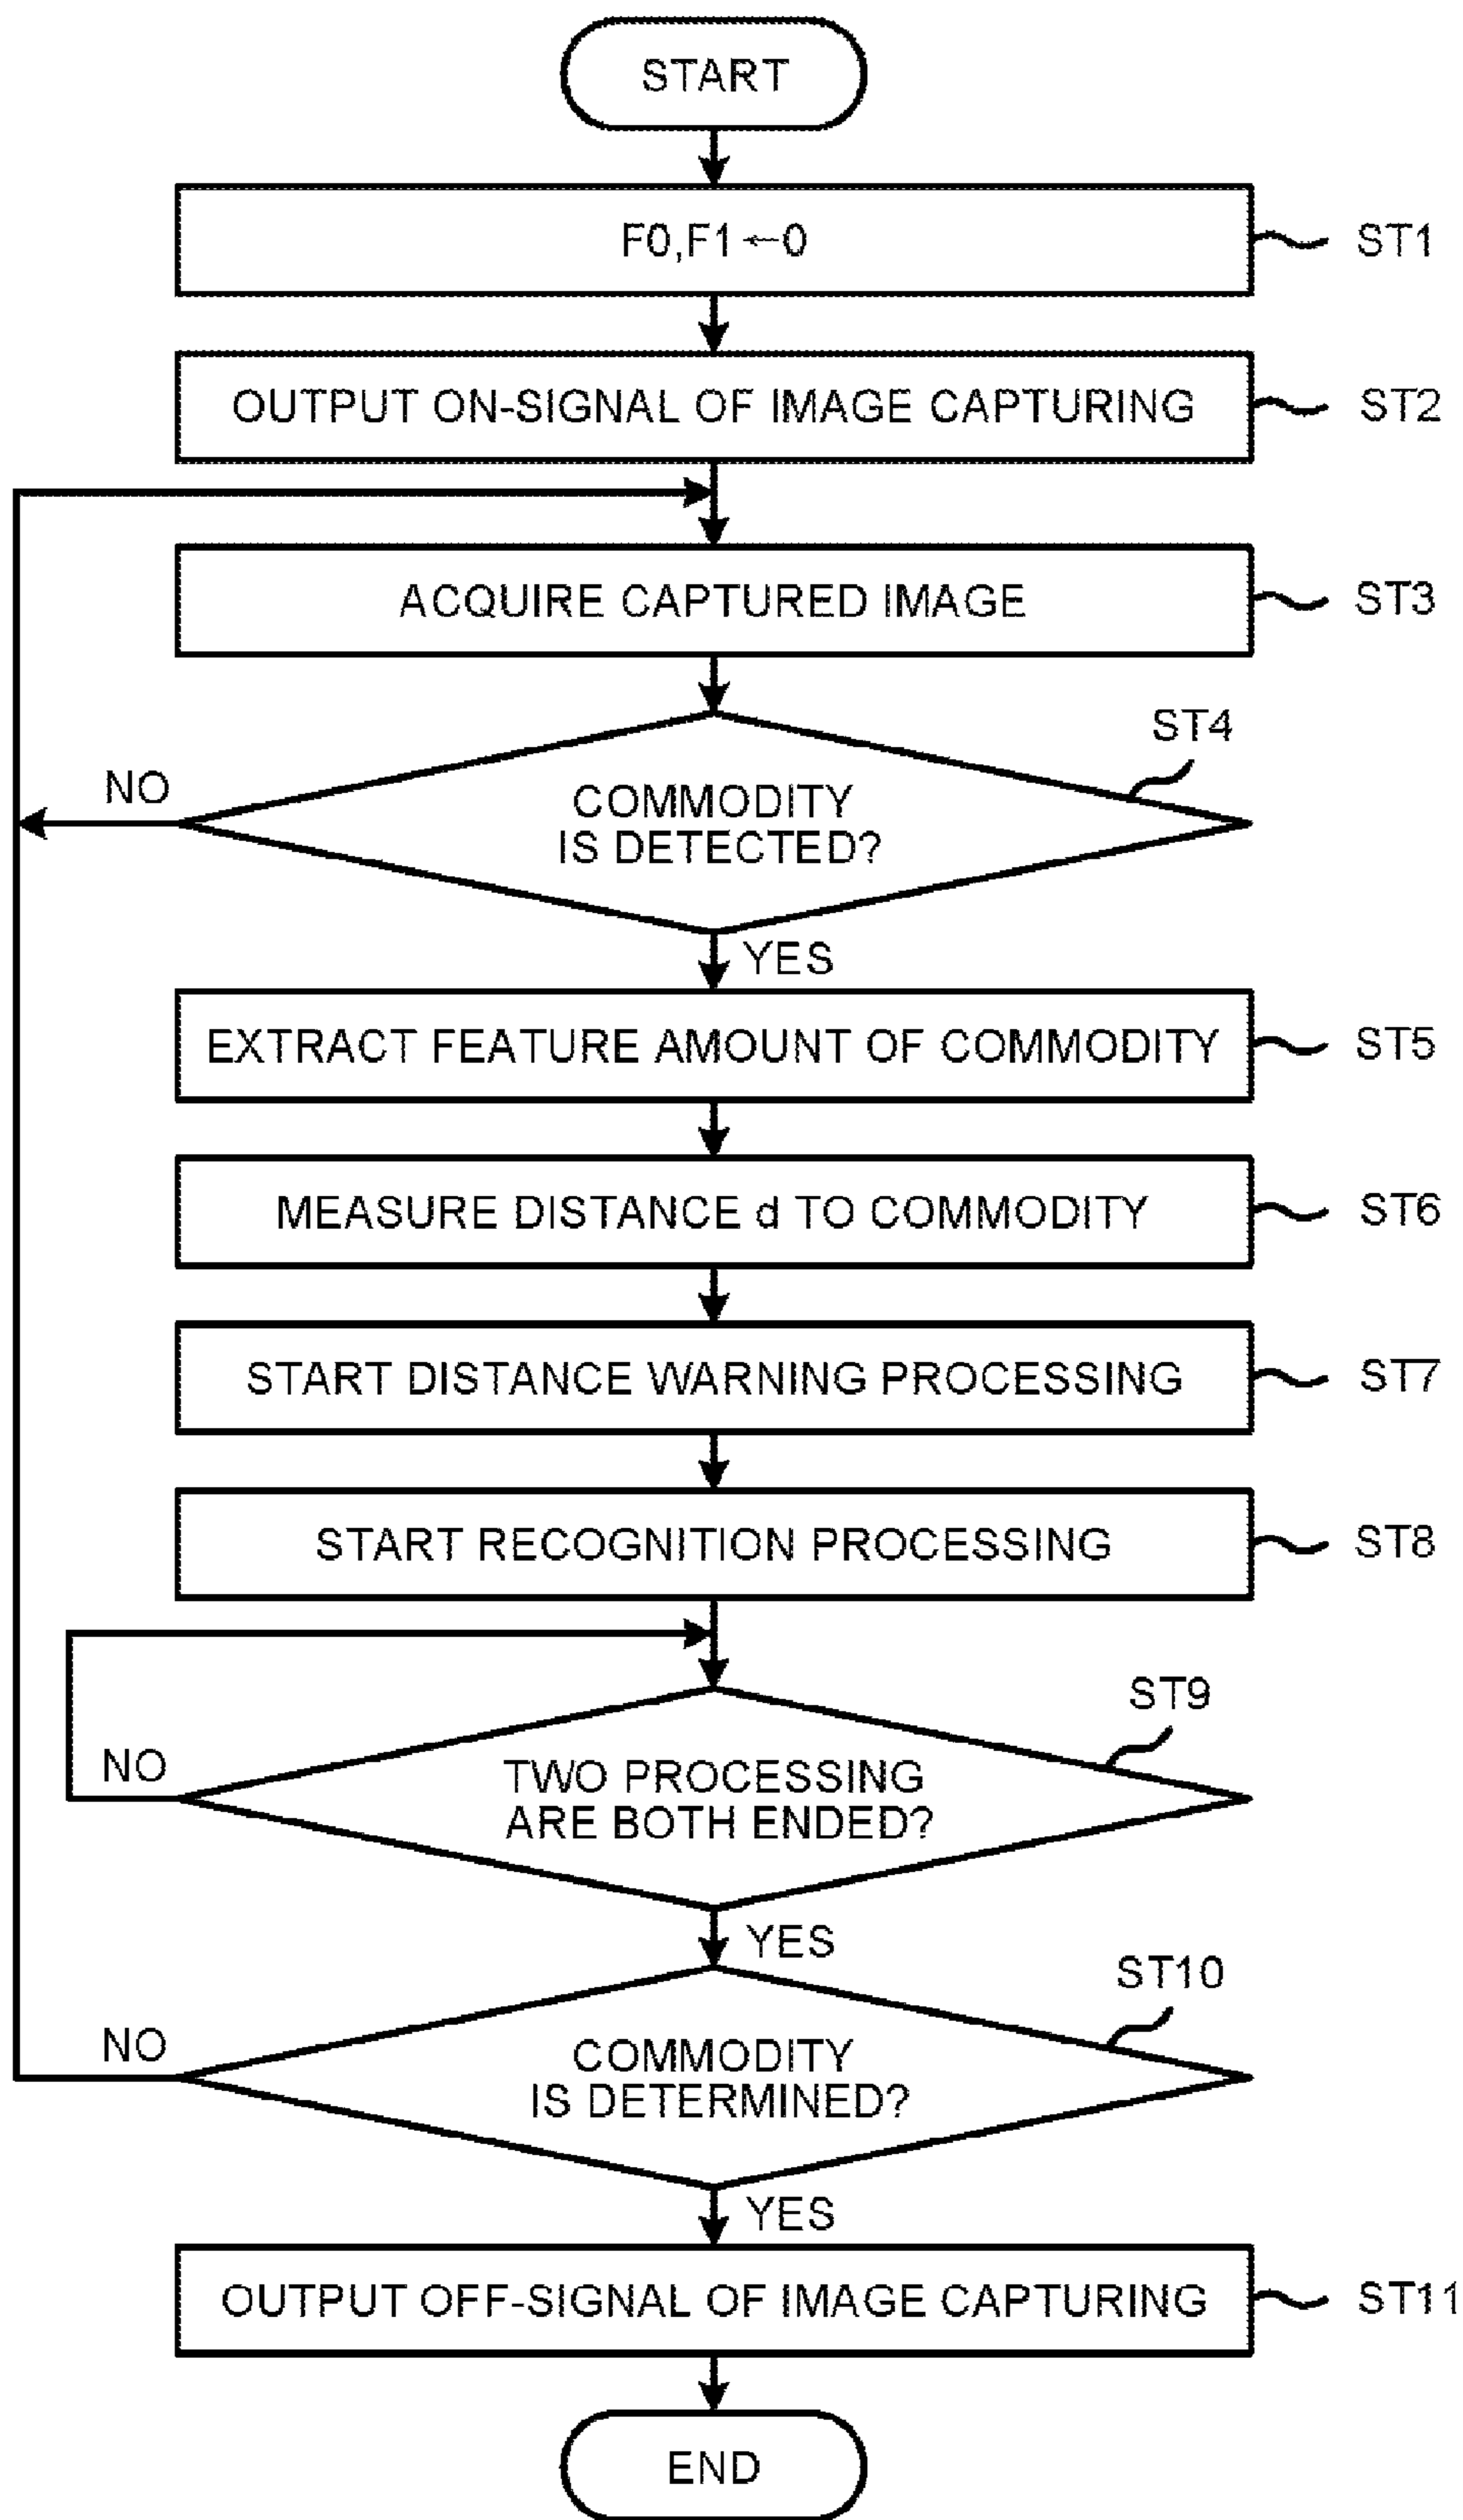 START
F0,F1←0
ST1
OUTPUT ON-SIGNAL OF IMAGE CAPTURING
ST2
ACQUIRE CAPTURED IMAGE
ST3
ST4
NO
COMMODITY
IS DETECTED?
YES
EXTRACT FEATURE AMOUNT OF COMMODITY
ST5
MEASURE DISTANCE d TO COMMODITY
ST6
START DISTANCE WARNING PROCESSING
ST7
START RECOGNITION PROCESSING
ST8
ST9
NO
TWO PROCESSING
ARE BOTH ENDED?
YES
ST10
NO
COMMODITY
IS DETERMINED?
YES
OUTPUT OFF-SIGNAL OF IMAGE CAPTURING
ST11
END